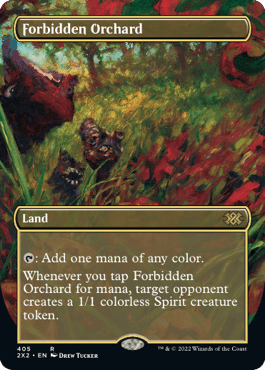 Forbidden Orchard
Land
: Add one mana of any color.
Whenever you tap Forbidden
Orchard for mana, target opponent
creates a 1/1 colorless Spirit creature
token.
405 R
2X2 • EN DREW TUCKER
™ & © 2022 Wizards of the Coast